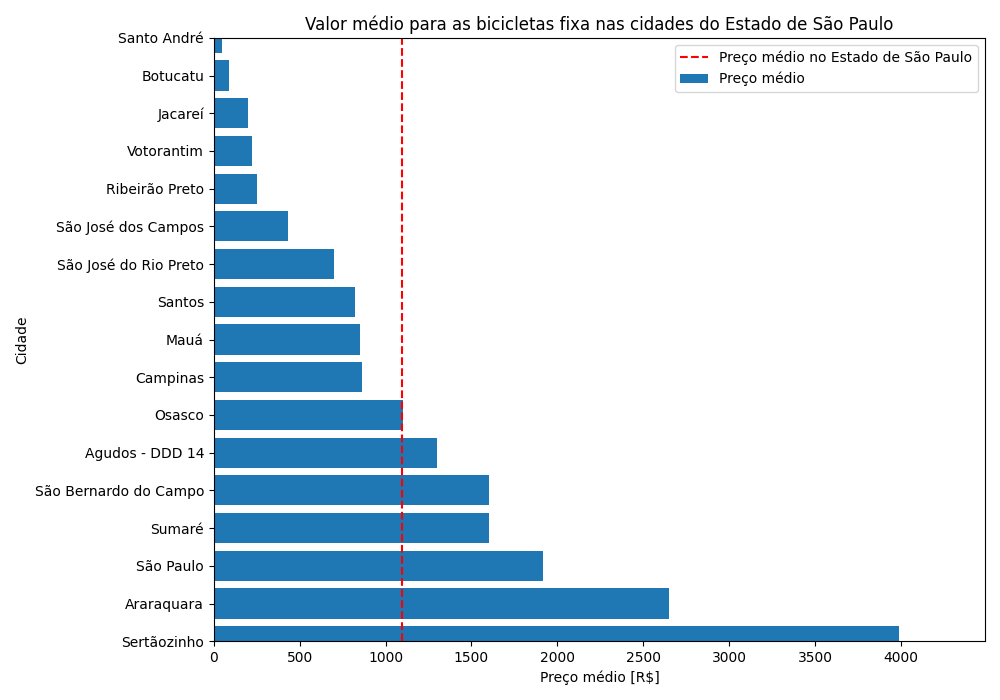 Valor médio para as bicicletas fixa nas cidades do Estado de São Paulo
Preço médio no Estado de São Paulo
Preço médio
Cidade
Santo André
Botucatu
Jacareí
Votorantim
Ribeirão Preto
São José dos Campos
São José do Rio Preto
Santos
Mauá
Campinas
Osasco
Agudos - DDD 14
São Bernardo do Campo
Sumaré
São Paulo
Araraquara
Sertãozinho
0 500 1000 1500 2000 2500 3000 3500 4000
Preço médio [R$]